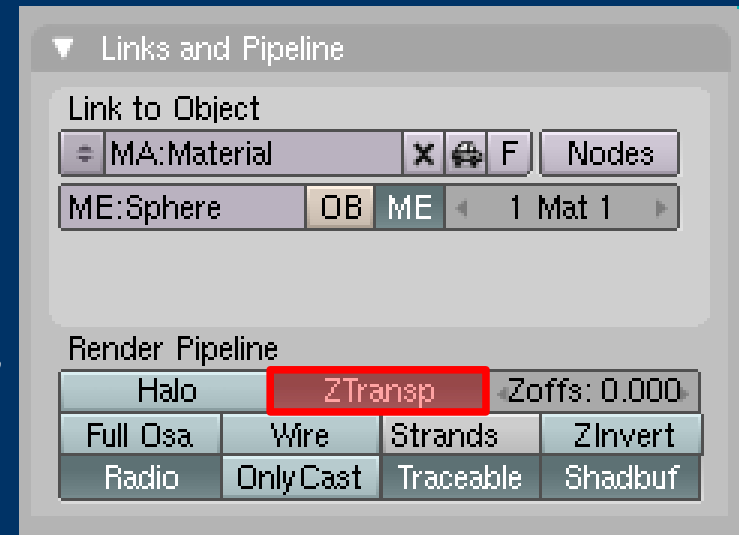 Links and Pipeline
Link to Object
MA:Material X F Nodes
ME:Sphere OB ME 1 Mat 1
Render Pipeline
Halo ZTransp Zoffs: 0.000
Full Osa Wire Strands ZInvert
Radio OnlyCast Traceable Shadbuf